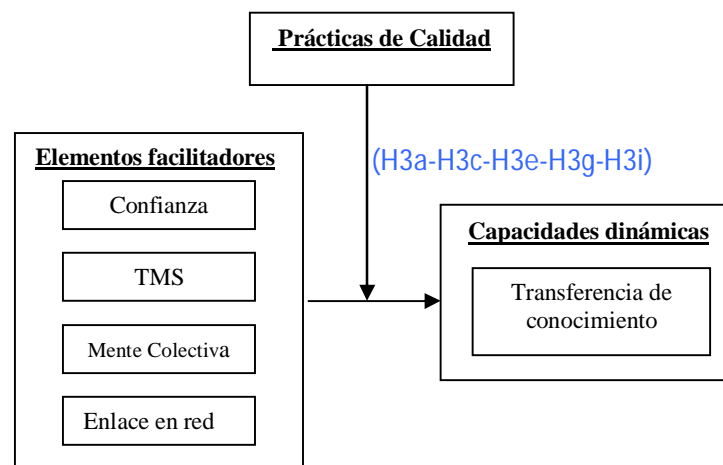 Prácticas de Calidad
(H3a-H3c-H3e-H3g-H3i)
Elementos facilitadores
Confianza
TMS
Mente Colectiva
Enlace en red
Capacidades dinámicas
Transferencia de
conocimiento